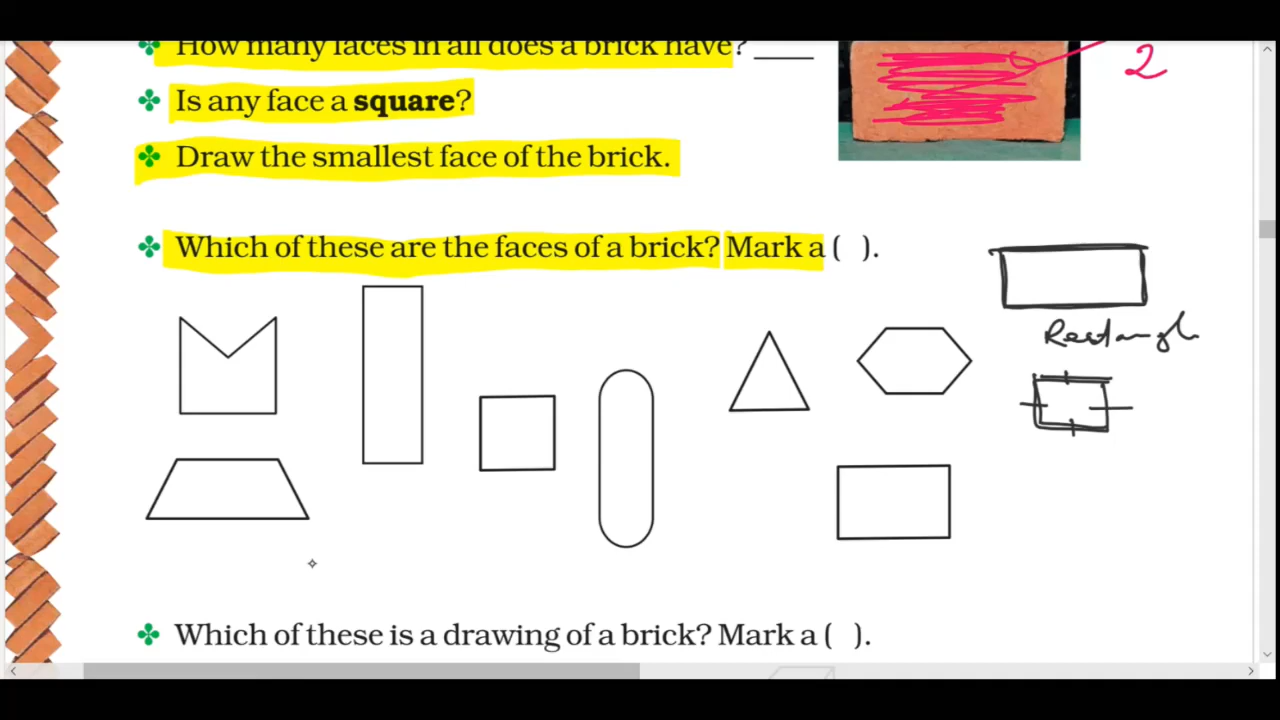 How many faces in all does a brick have? ____
2
Is any face a square?
Draw the smallest face of the brick.
Which of these are the faces of a brick? Mark a ( ).
Rectangle
Which of these is a drawing of a brick? Mark a ( ).